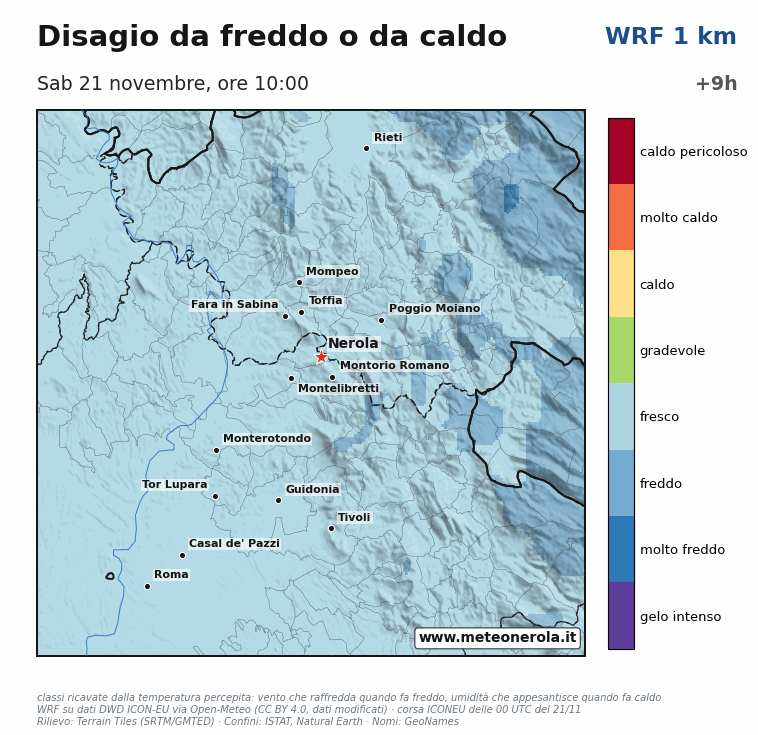 Disagio da freddo o da caldo
WRF 1 km
Sab 21 novembre, ore 10:00
+9h
Rieti
Mompeo
Toffia
Fara in Sabina
Poggio Moiano
Nerola
Montorio Romano
Montelibretti
Monterotondo
Tor Lupara
Guidonia
Tivoli
Casal de' Pazzi
Roma
www.meteonerola.it
caldo pericoloso
molto caldo
caldo
gradevole
fresco
freddo
molto freddo
gelo intenso
classi ricavate dalla temperatura percepita: vento che raffredda quando fa freddo, umidità che appesantisce quando fa caldo
WRF su dati DWD ICON-EU via Open-Meteo (CC BY 4.0, dati modificati) · corsa ICONEU delle 00 UTC del 21/11
Rilievo: Terrain Tiles (SRTM/GMTED) · Confini: ISTAT, Natural Earth · Nomi: GeoNames